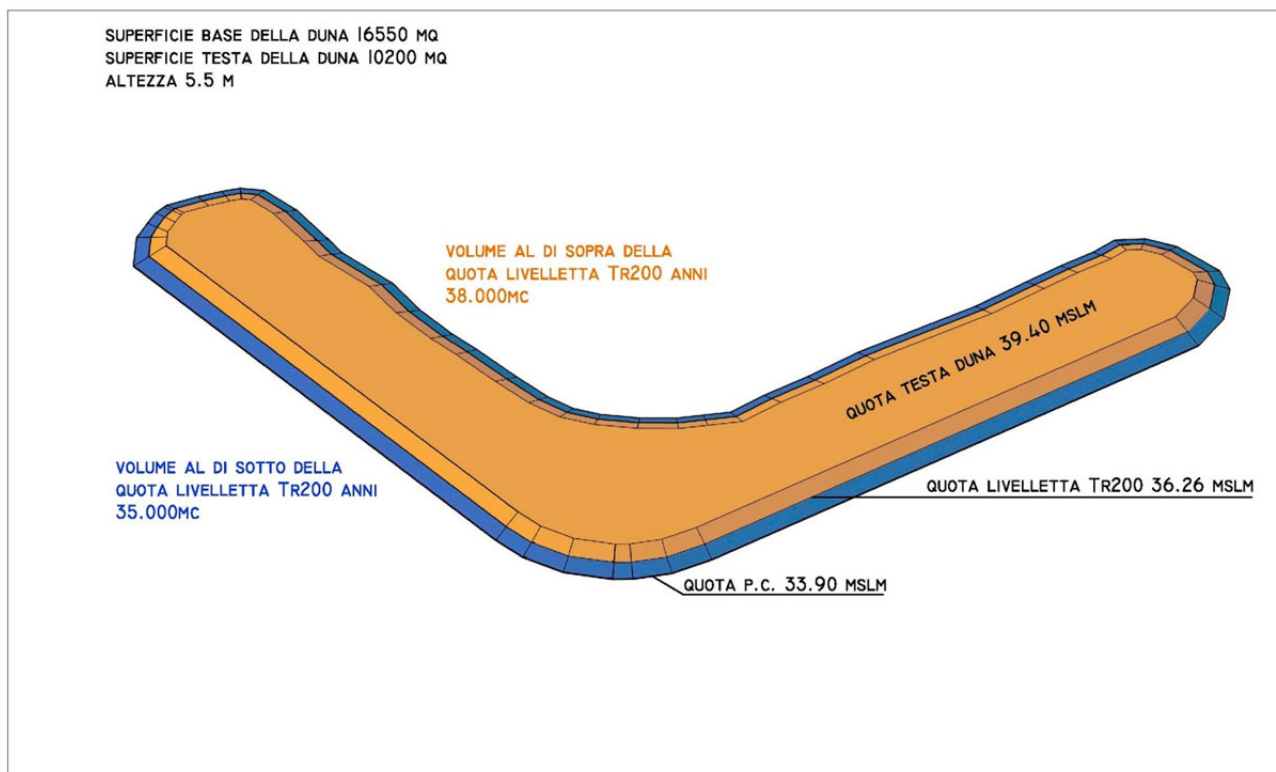 SUPERFICIE BASE DELLA DUNA 16550 MQ
SUPERFICIE TESTA DELLA DUNA 10200 MQ
ALTEZZA 5.5 M
VOLUME AL DI SOPRA DELLA
QUOTA LIVELLETTA TR200 ANNI
38.000MC
QUOTA TESTA DUNA 39.40 MSLM
VOLUME AL DI SOTTO DELLA
QUOTA LIVELLETTA TR200 ANNI
35.000MC
QUOTA LIVELLETTA TR200 36.26 MSLM
QUOTA P.C. 33.90 MSLM